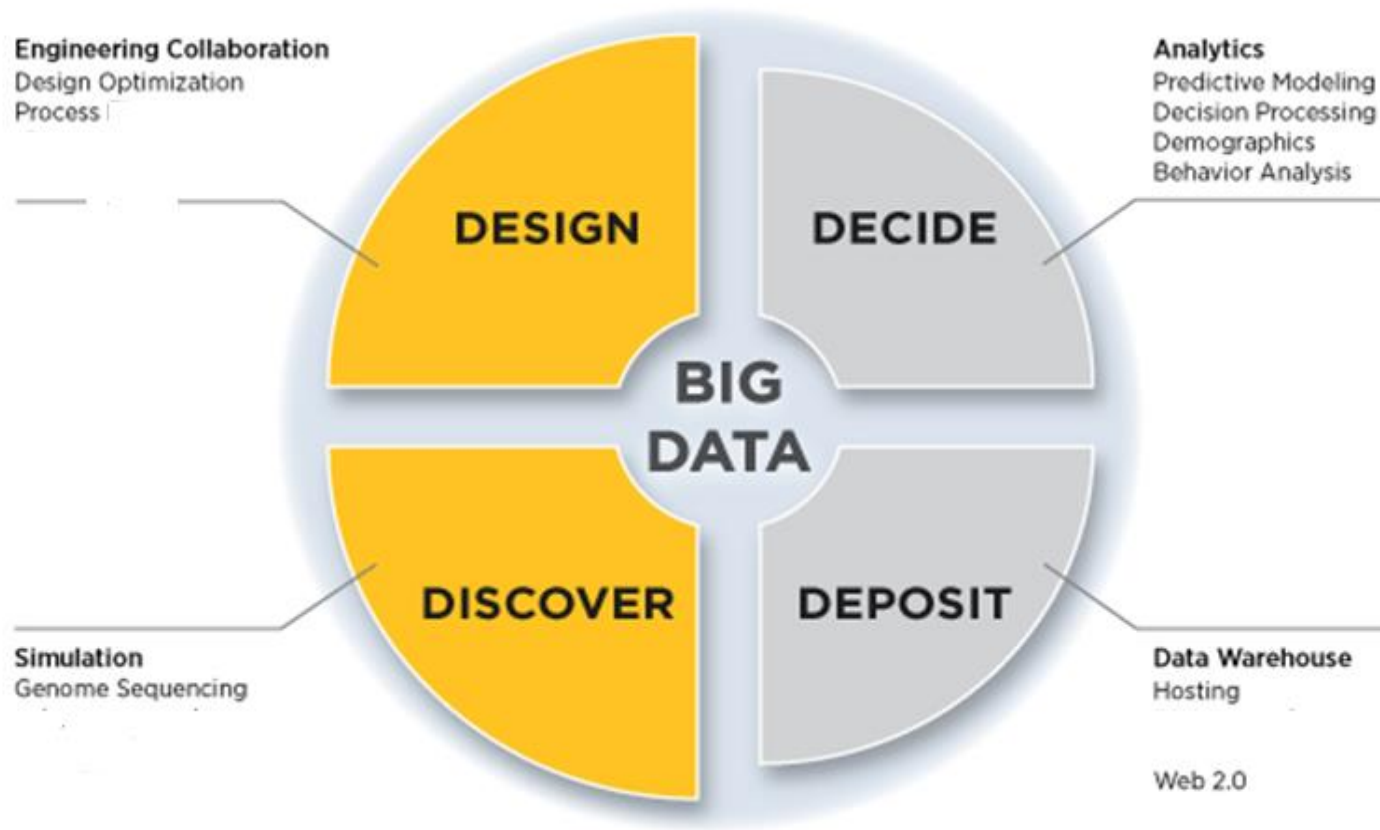 Engineering Collaboration
Design Optimization
Process
Analytics
Predictive Modeling
Decision Processing
Demographics
Behavior Analysis
DESIGN
DECIDE
BIG
DATA
DISCOVER
DEPOSIT
Simulation
Genome Sequencing
Data Warehouse
Hosting
Web 2.0